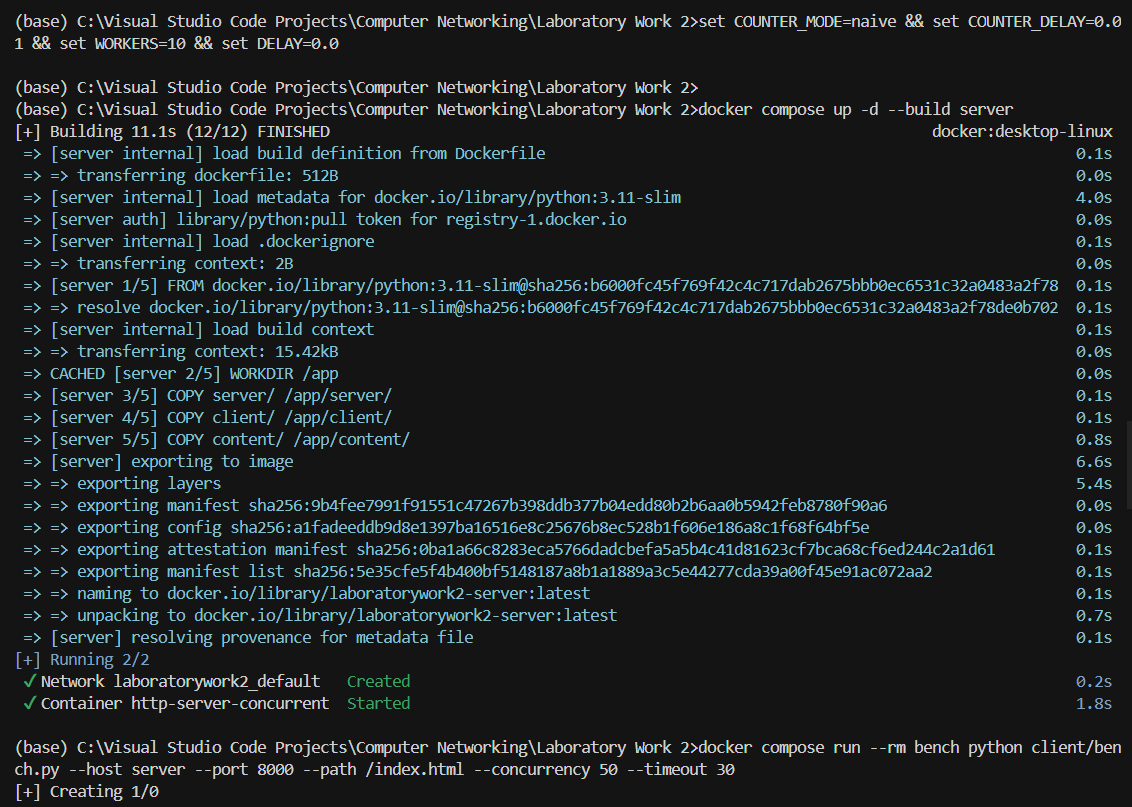 (base) C:\Visual Studio Code Projects\Computer Networking\Laboratory Work 2>set COUNTER_MODE=naive && set COUNTER_DELAY=0.0
1 && set WORKERS=10 && set DELAY=0.0
(base) C:\Visual Studio Code Projects\Computer Networking\Laboratory Work 2>
(base) C:\Visual Studio Code Projects\Computer Networking\Laboratory Work 2>docker compose up -d --build server
[+] Building 11.1s (12/12) FINISHED docker:desktop-linux
=> [server internal] load build definition from Dockerfile 0.1s
=> => transferring dockerfile: 512B 0.0s
=> [server internal] load metadata for docker.io/library/python:3.11-slim 4.0s
=> [server auth] library/python:pull token for registry-1.docker.io 0.0s
=> [server internal] load .dockerignore 0.1s
=> => transferring context: 2B 0.0s
=> [server 1/5] FROM docker.io/library/python:3.11-slim@sha256:b6000fc45f769f42c4c717dab2675bbb0ec6531c32a0483a2f78 0.1s
=> => resolve docker.io/library/python:3.11-slim@sha256:b6000fc45f769f42c4c717dab2675bbb0ec6531c32a0483a2f78de0b702 0.1s
=> [server internal] load build context 0.1s
=> => transferring context: 15.42kB 0.0s
=> CACHED [server 2/5] WORKDIR /app 0.0s
=> [server 3/5] COPY server/ /app/server/ 0.1s
=> [server 4/5] COPY client/ /app/client/ 0.1s
=> [server 5/5] COPY content/ /app/content/ 0.8s
=> [server] exporting to image 6.6s
=> => exporting layers 5.4s
=> => exporting manifest sha256:9b4fee7991f91551c47267b398ddb377b04edd80b2b6aa0b5942feb8780f90a6 0.0s
=> => exporting config sha256:a1fadeeddb9d8e1397ba16516e8c25676b8ec528b1f606e186a8c1f68f64bf5e 0.0s
=> => exporting attestation manifest sha256:0ba1a66c8283eca5766dadcbefa5a5b4c41d81623cf7bca68cf6ed244c2a1d61 0.1s
=> => exporting manifest list sha256:5e35cfe5f4b400bf5148187a8b1a1889a3c5e44277cda39a00f45e91ac072aa2 0.1s
=> => naming to docker.io/library/laboratorywork2-server:latest 0.1s
=> => unpacking to docker.io/library/laboratorywork2-server:latest 0.7s
=> [server] resolving provenance for metadata file 0.1s
[+] Running 2/2
✓ Network laboratorywork2_default Created 0.2s
✓ Container http-server-concurrent Started 1.8s
(base) C:\Visual Studio Code Projects\Computer Networking\Laboratory Work 2>docker compose run --rm bench python client/ben
ch.py --host server --port 8000 --path /index.html --concurrency 50 --timeout 30
[+] Creating 1/0